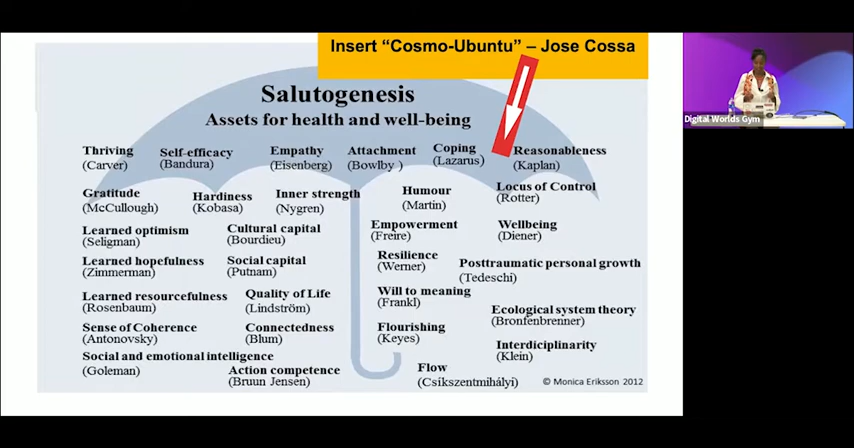 Insert “Cosmo-Ubuntu” – Jose Cossa
Salutogenesis
Assets for health and well-being
Thriving
(Carver)
Self-efficacy
(Bandura)
Empathy
(Eisenberg)
Attachment
(Bowlby )
Coping
(Lazarus)
Reasonableness
(Kaplan)
Gratitude
(McCullough)
Hardiness
(Kobasa)
Inner strength
(Nygren)
Humour
(Martin)
Locus of Control
(Rotter)
Learned optimism
(Seligman)
Cultural capital
(Bourdieu)
Empowerment
(Freire)
Wellbeing
(Diener)
Learned hopefulness
(Zimmerman)
Social capital
(Putnam)
Resilience
(Werner)
Posttraumatic personal growth
(Tedeschi)
Learned resourcefulness
(Rosenbaum)
Quality of Life
(Lindström)
Will to meaning
(Frankl)
Ecological system theory
(Bronfenbrenner)
Sense of Coherence
(Antonovsky)
Connectedness
(Blum)
Flourishing
(Keyes)
Interdiciplinarity
(Klein)
Social and emotional intelligence
(Goleman)
Action competence
(Bruun Jensen)
Flow
(Csíkszentmihályi)
© Monica Eriksson 2012
Digital Worlds Gym